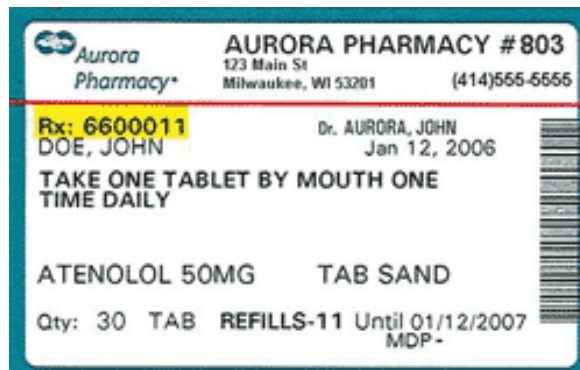 Aurora
Pharmacy
AURORA PHARMACY #803
123 Main St
Milwaukee, WI 53201 (414)555-5555
Rx: 6600011 Dr. AURORA, JOHN
DOE, JOHN Jan 12, 2006
TAKE ONE TABLET BY MOUTH ONE
TIME DAILY
ATENOLOL 50MG TAB SAND
Qty: 30 TAB REFILLS-11 Until 01/12/2007
MDP-